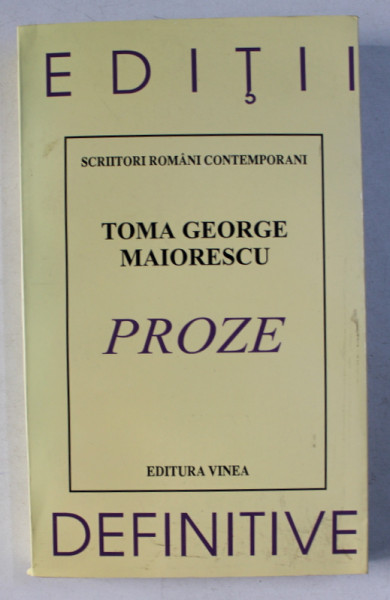 EDIŢII
SCRIITORI ROMÂNI CONTEMPORANI
TOMA GEORGE
MAIORESCU
PROZE
EDITURA VINEA
DEFINITIVE